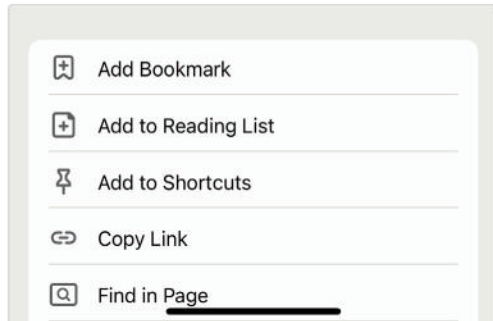 Add Bookmark
Add to Reading List
Add to Shortcuts
Copy Link
Find in Page